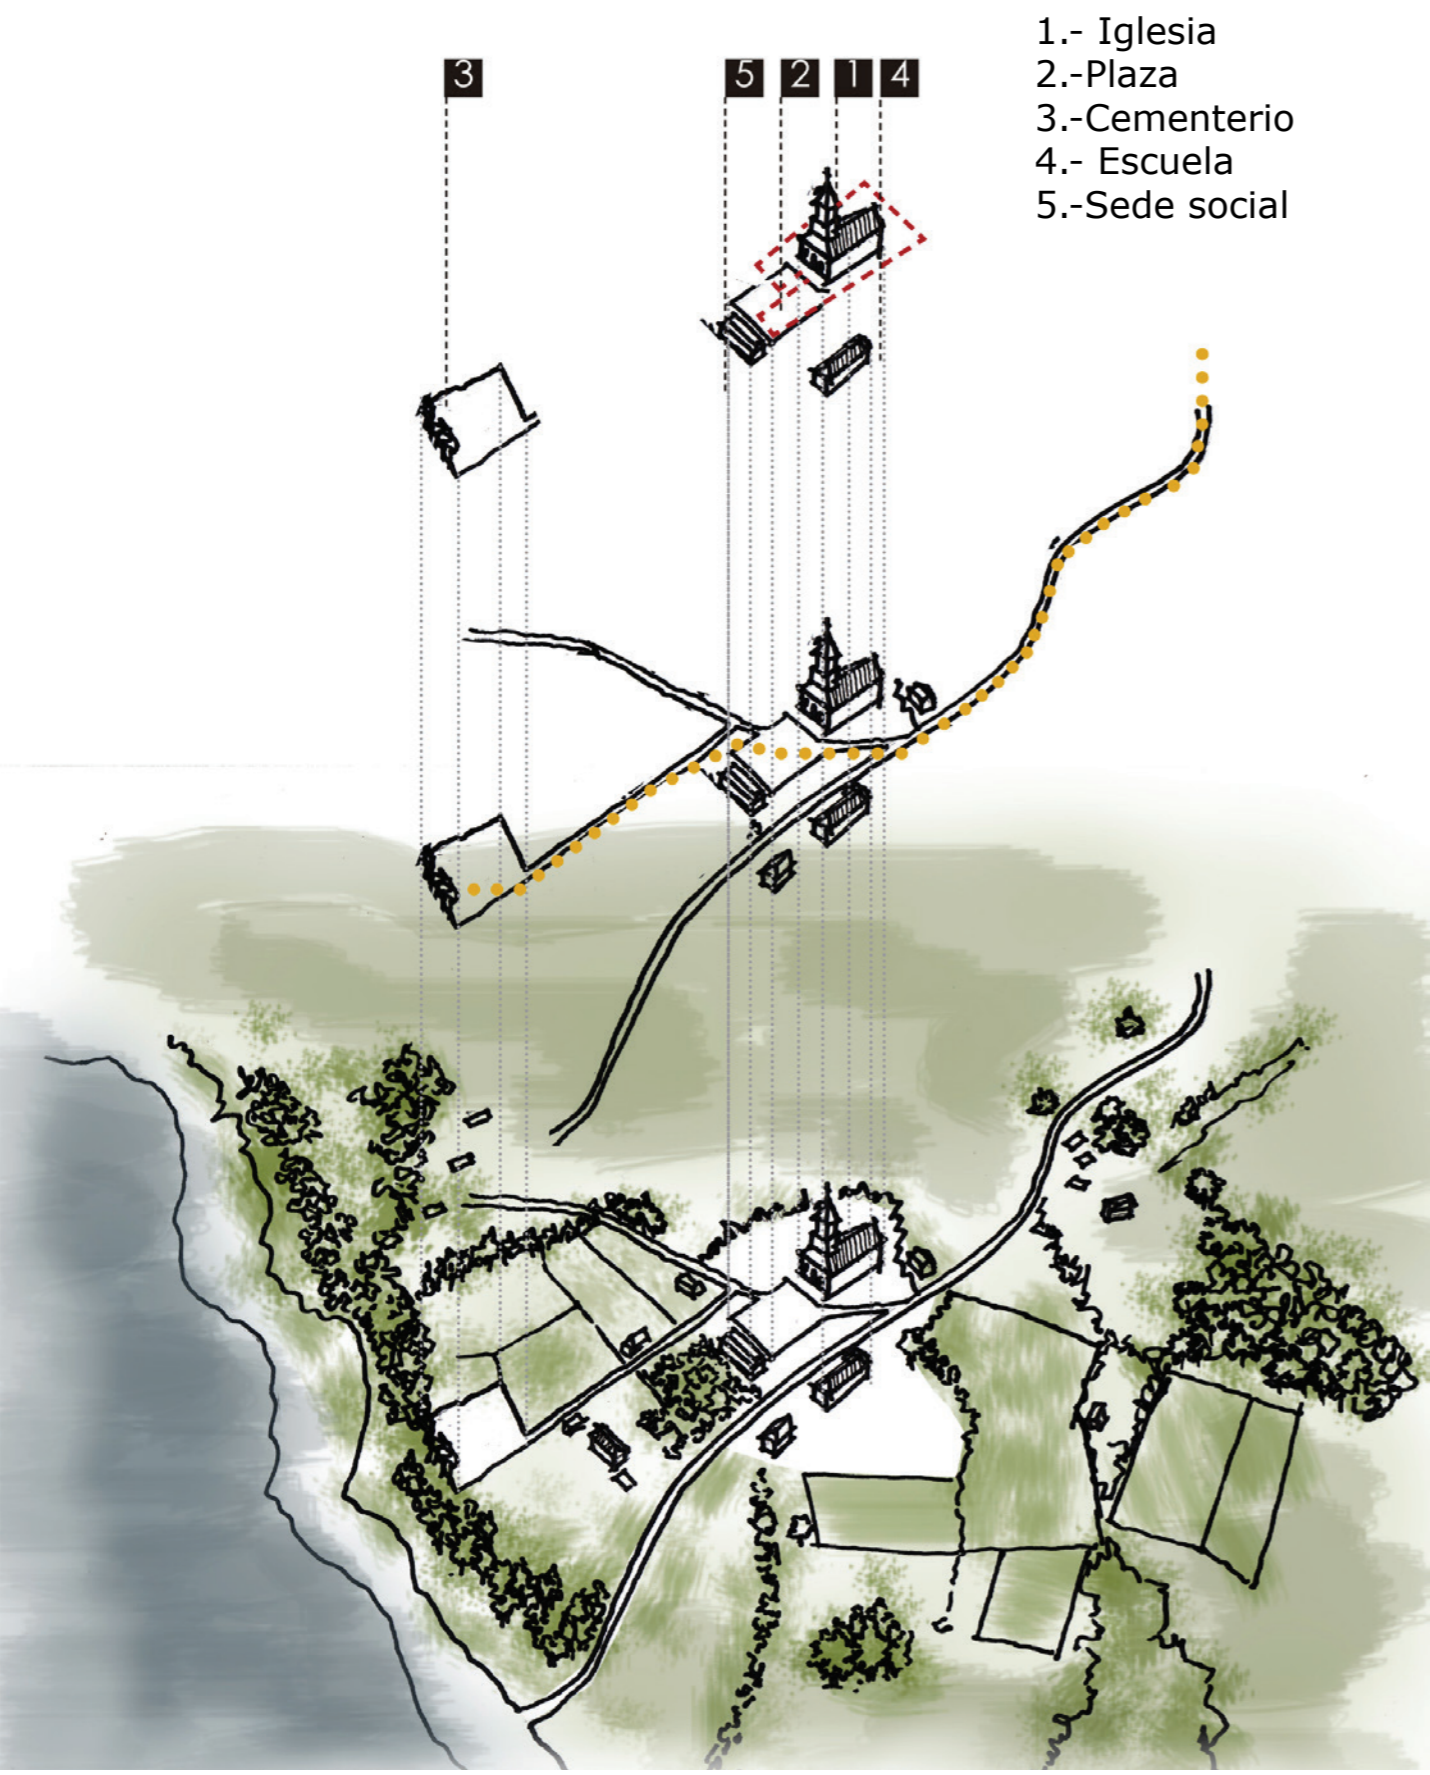 1.- Iglesia
2.-Plaza
3.-Cementerio
4.- Escuela
5.-Sede social
3 5 2 1 4